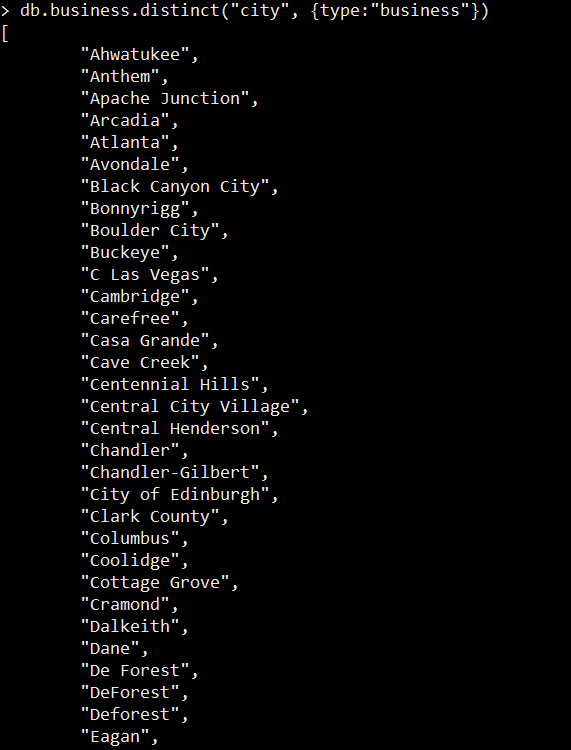 > db.business.distinct("city", {type:"business"})
[
"Ahwatukee",
"Anthem",
"Apache Junction",
"Arcadia",
"Atlanta",
"Avondale",
"Black Canyon City",
"Bonnyrigg",
"Boulder City",
"Buckeye",
"C Las Vegas",
"Cambridge",
"Carefree",
"Casa Grande",
"Cave Creek",
"Centennial Hills",
"Central City Village",
"Central Henderson",
"Chandler",
"Chandler-Gilbert",
"City of Edinburgh",
"Clark County",
"Columbus",
"Coolidge",
"Cottage Grove",
"Cramond",
"Dalkeith",
"Dane",
"De Forest",
"DeForest",
"Deforest",
"Eagan",